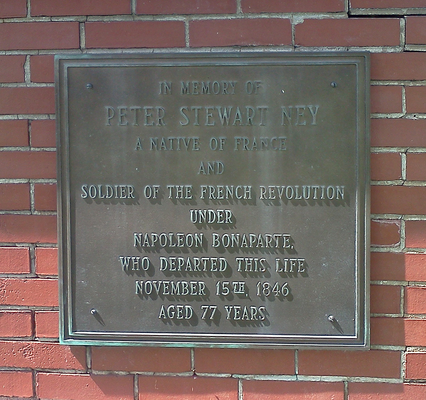 IN MEMORY OF
PETER STEWART NEY
A NATIVE OF FRANCE
AND
SOLDIER OF THE FRENCH REVOLUTION
UNDER
NAPOLEON BONAPARTE,
WHO DEPARTED THIS LIFE
NOVEMBER 15TH, 1846
AGED 77 YEARS